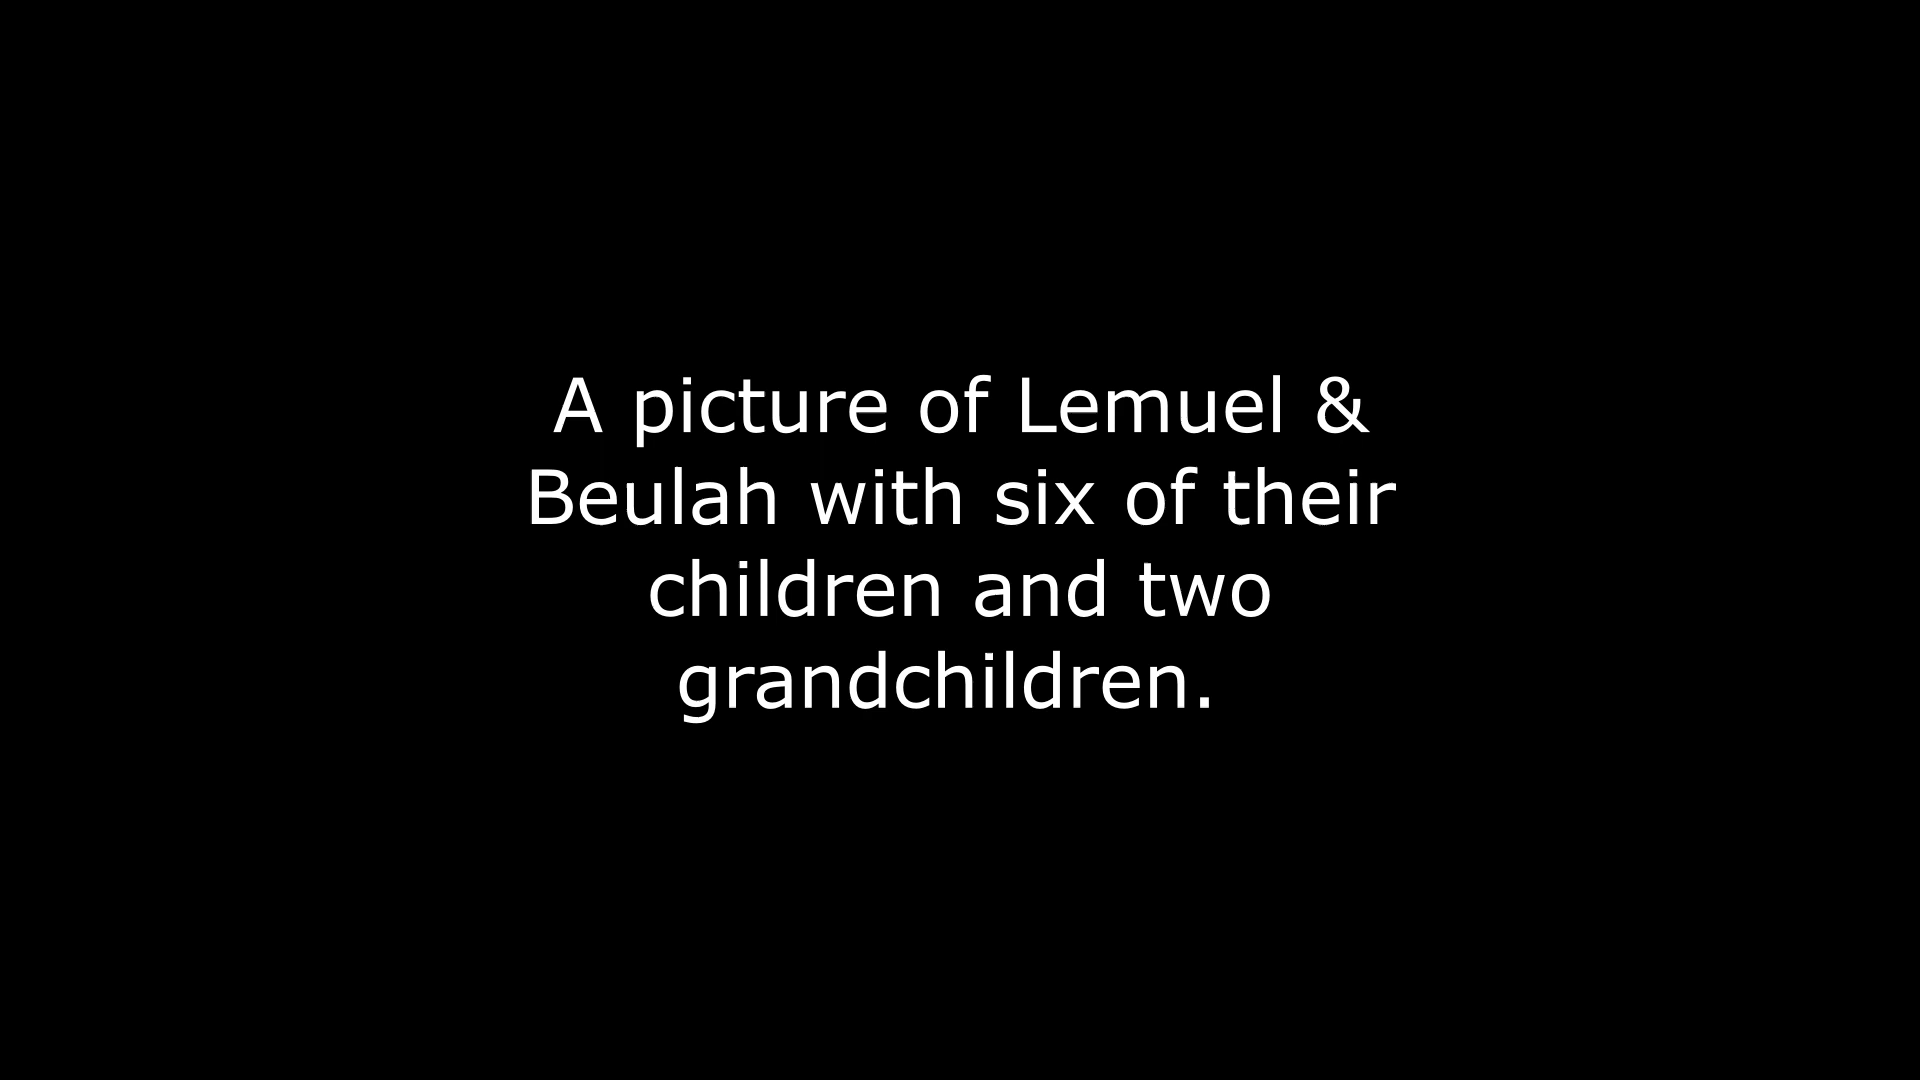 A picture of Lemuel &
Beulah with six of their
children and two
grandchildren.